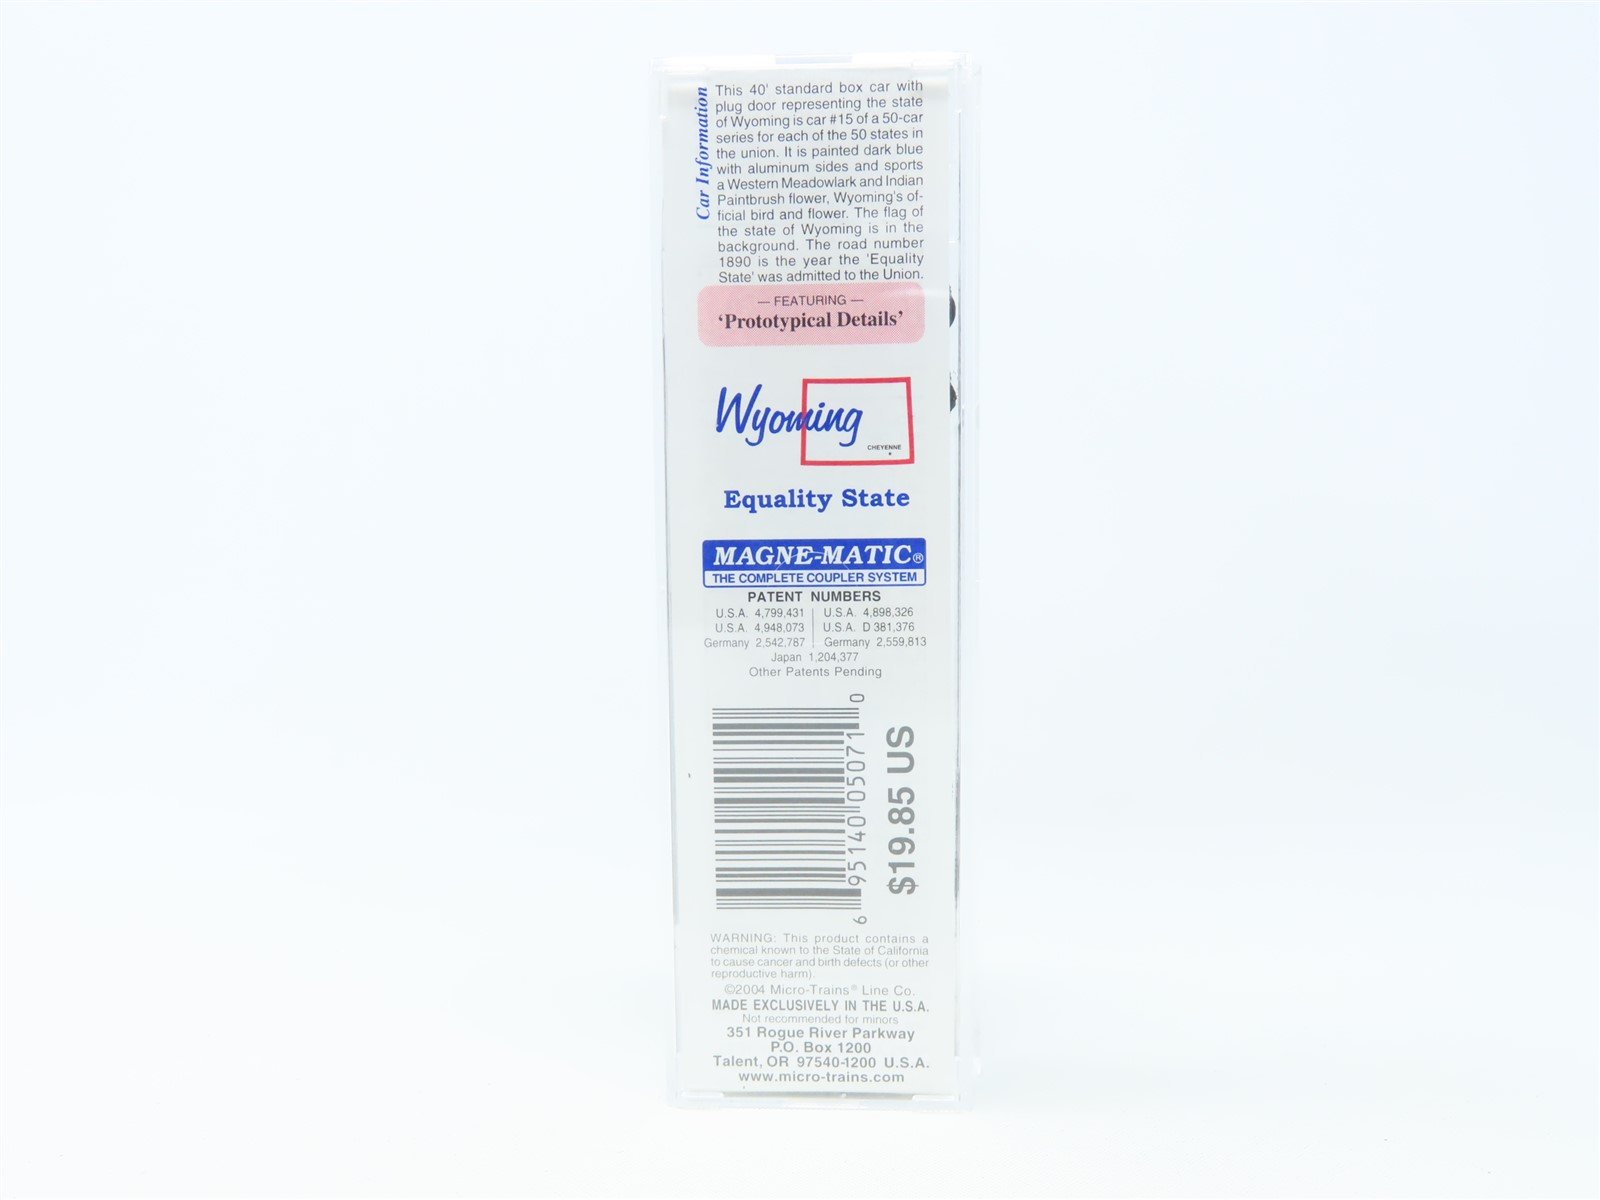 Car Information
This 40' standard box car with
plug door representing the state
of Wyoming is car #15 of a 50-car
series for each of the 50 states in
the union. It is painted dark blue
with aluminum sides and sports
a Western Meadowlark and Indian
Paintbrush flower, Wyoming's of-
ficial bird and flower. The flag of
the state of Wyoming is in the
background. The road number
1890 is the year the 'Equality
State' was admitted to the Union.
— FEATURING —
'Prototypical Details'
Wyoming
CHEYENNE
Equality State
MAGNE-MATIC®
THE COMPLETE COUPLER SYSTEM
PATENT NUMBERS
U.S.A. 4,799,431 | U.S.A. 4,898,326
U.S.A. 4,948,073 | U.S.A. D 381,376
Germany 2,542,787 | Germany 2,559,813
Japan 1,204,377
Other Patents Pending
6 95140 05071 0
$19.85 US
WARNING: This product contains a
chemical known to the State of California
to cause cancer and birth defects (or other
reproductive harm).
©2004 Micro-Trains® Line Co.
MADE EXCLUSIVELY IN THE U.S.A.
Not recommended for minors
351 Rogue River Parkway
P.O. Box 1200
Talent, OR 97540-1200 U.S.A.
www.micro-trains.com